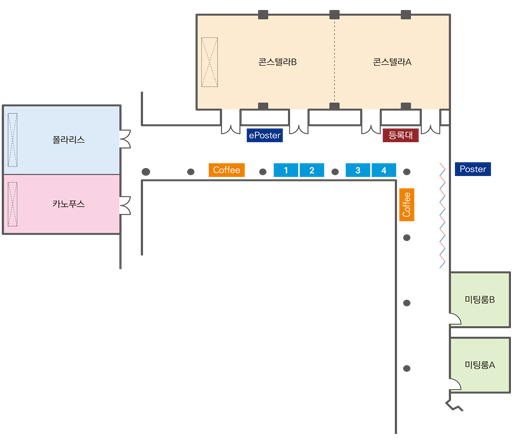 콘스텔라B
콘스텔라A
ePoster
등록대
폴라리스
카노푸스
Coffee
1
2
3
4
Poster
Coffee
미팅룸B
미팅룸A